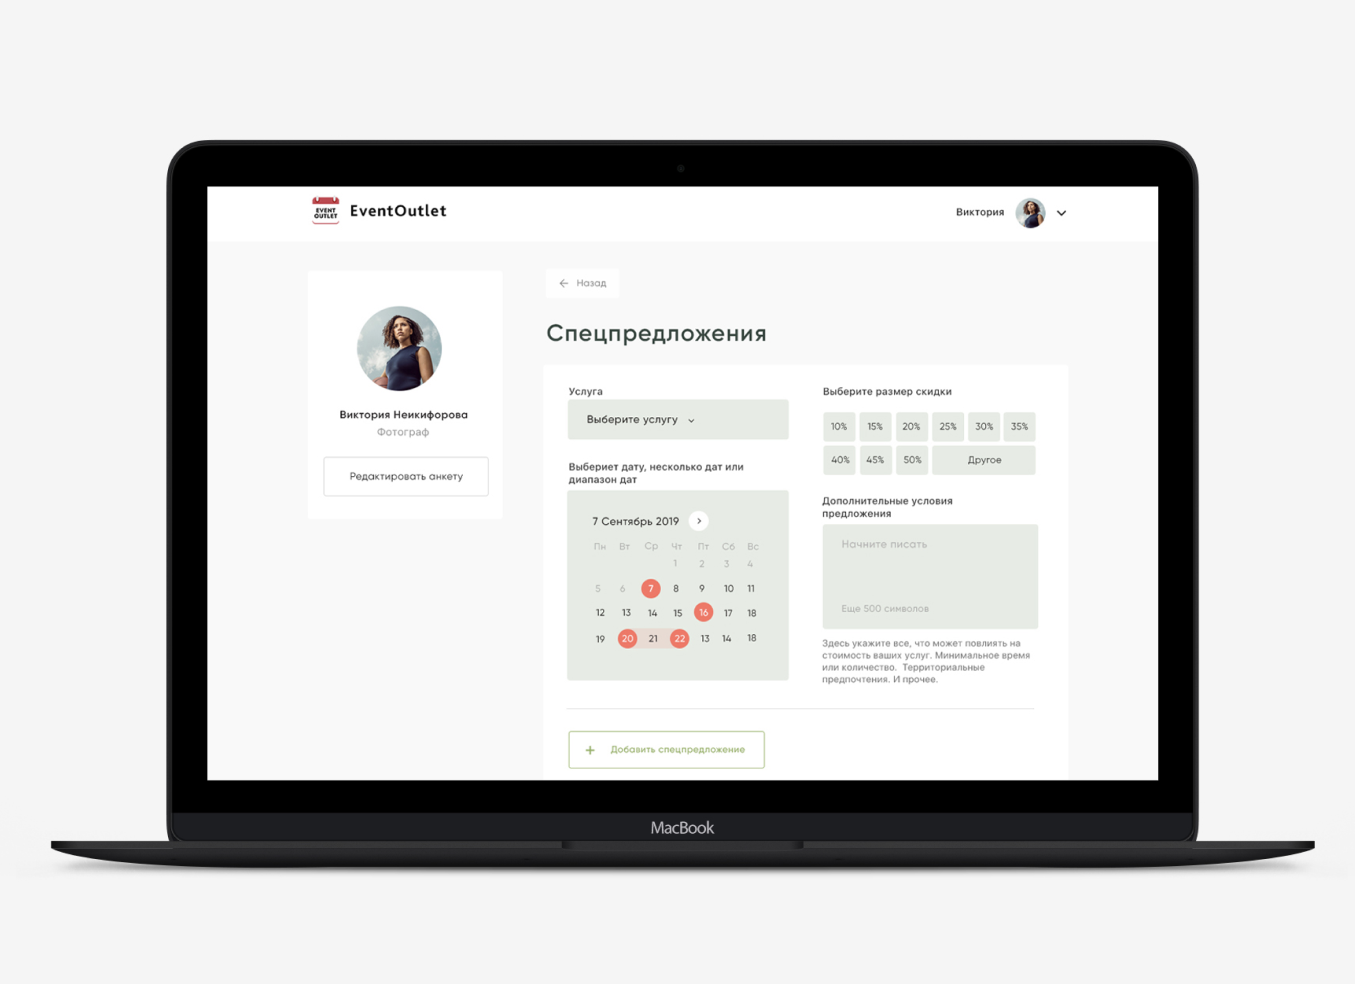 EVENT
OUTLET
EventOutlet
Виктория
Виктория Неикифорова
Фотограф
Редактировать анкету
Назад
Спецпредложения
Услуга
Выберите услугу
Выбериет дату, несколько дат или
диапазон дат
7 Сентябрь 2019
Пн Вт Ср Чт Пт Сб Вс
1 2 3 4
5 6 7 8 9 10 11
12 13 14 15 16 17 18
19 20 21 22 13 14 18
Выберите размер скидки
10% 15% 20% 25% 30% 35%
40% 45% 50% Другое
Дополнительные условия
предложения
Начните писать
Еще 500 символов
Здесь укажите все, что может повлиять на
стоимость ваших услуг. Минимальное время
или количество. Территориальные
предпочтения. И прочее.
+ Добавить спецпредложение
MacBook